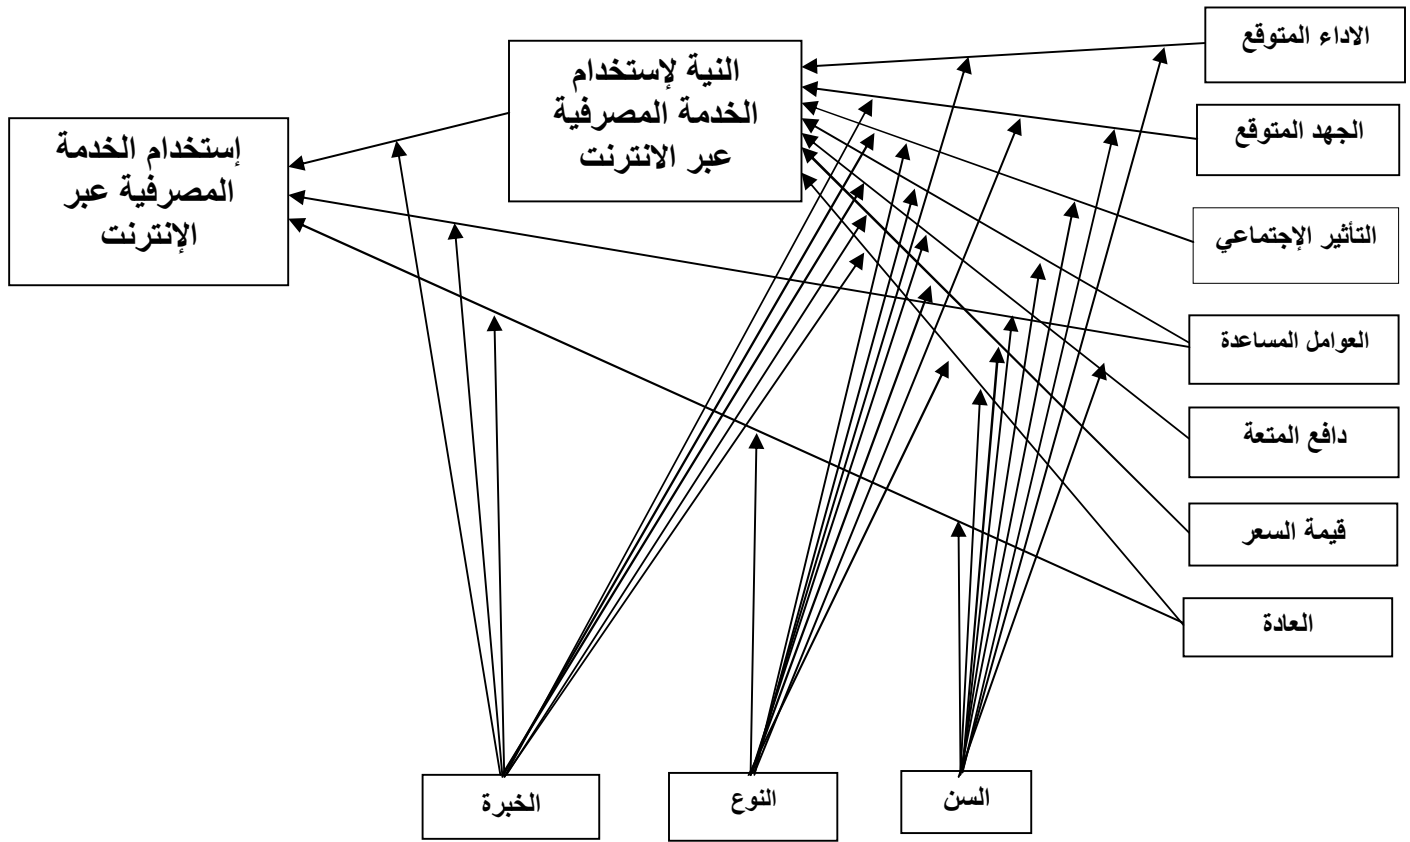 الاداء المتوقع
النية لإستخدام
الخدمة المصرفية
عبر الانترنت
الجهد المتوقع
إستخدام الخدمة
المصرفية عبر
الإنترنت
التأثير الإجتماعي
العوامل المساعدة
دافع المتعة
قيمة السعر
العادة
السن
النوع
الخبرة